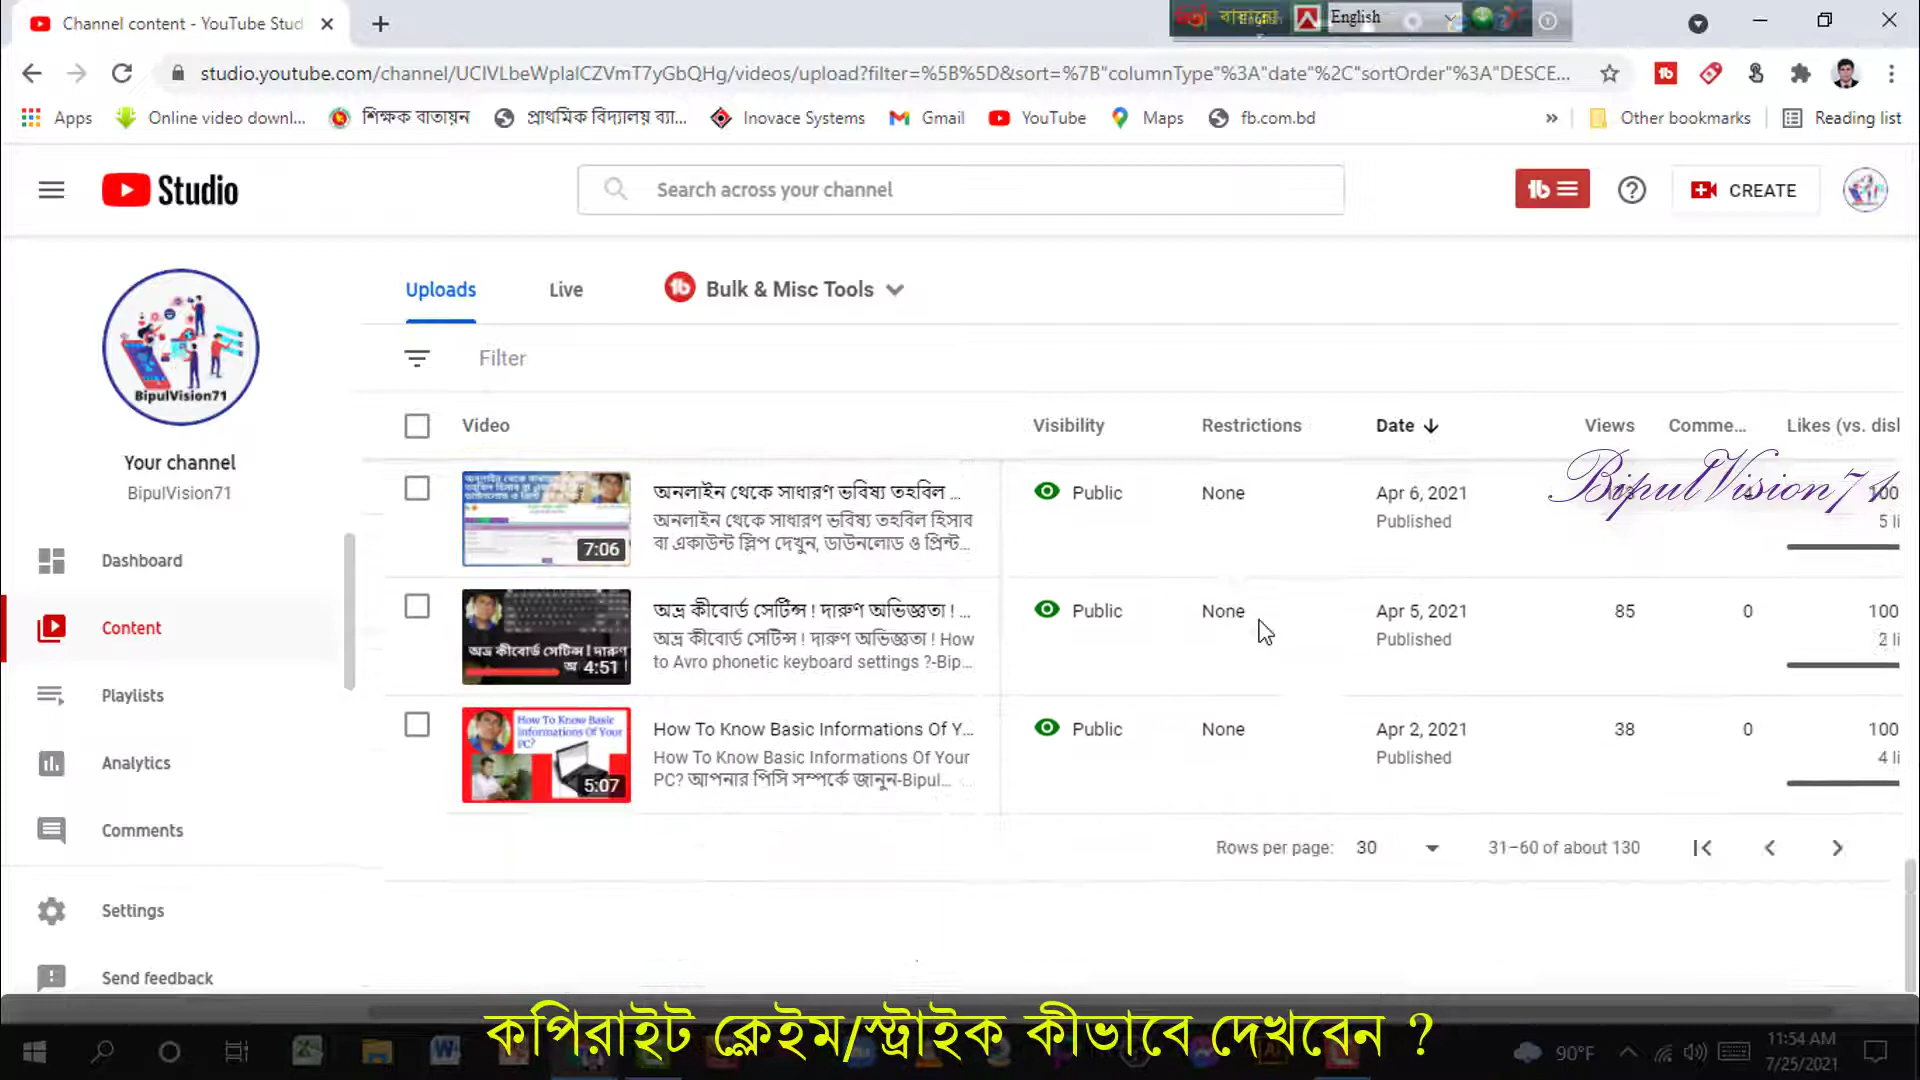 Channel content - YouTube Stud
English
studio.youtube.com/channel/UCIVLbeWplaICZVmT7yGbQHg/videos/upload?filter=%5B%5D&sort=%7B"columnType"%3A"date"%2C"sortOrder"%3A"DESCE...
Apps
Online video downl...
শিক্ষক বাতায়ন
প্রাথমিক বিদ্যালয় ব্যা...
Inovace Systems
Gmail
YouTube
Maps
fb.com.bd
»
Other bookmarks
Reading list
Studio
Search across your channel
CREATE
Uploads
Live
Bulk & Misc Tools
BipulVision71
Filter
Your channel
BipulVision71
Video
Visibility
Restrictions
Date
Views
Comme...
Likes (vs. disl
BipulVision71
অনলাইন থেকে সাধারণ ভবিষ্য তহবিল ...
অনলাইন থেকে সাধারণ ভবিষ্য তহবিল হিসাব
বা একাউন্ট স্লিপ দেখুন, ডাউনলোড ও প্রিন্ট...
7:06
Public
None
Apr 6, 2021
Published
100
5 li
অভ্র কীবোর্ড সেটিংস ! দারুণ অভিজ্ঞতা ! ...
অভ্র কীবোর্ড সেটিন্স ! দারুণ অভিজ্ঞতা ! How
to Avro phonetic keyboard settings ?-Bip...
অভ্র কীবোর্ড সেটিন্স ! দারুণ
4:51
Public
None
Apr 5, 2021
Published
85
0
100
2 li
How To Know Basic
Informations Of Your
PC?
5:07
How To Know Basic Informations Of Y...
How To Know Basic Informations Of Your
PC? আপনার পিসি সম্পর্কে জানুন-Bipul...
Public
None
Apr 2, 2021
Published
38
0
100
4 li
Dashboard
Content
Playlists
Analytics
Comments
Settings
Send feedback
Rows per page: 30
31–60 of about 130
কপিরাইট ক্লেইম/স্ট্রাইক কীভাবে দেখবেন ?
90°F
11:54 AM
7/25/2021